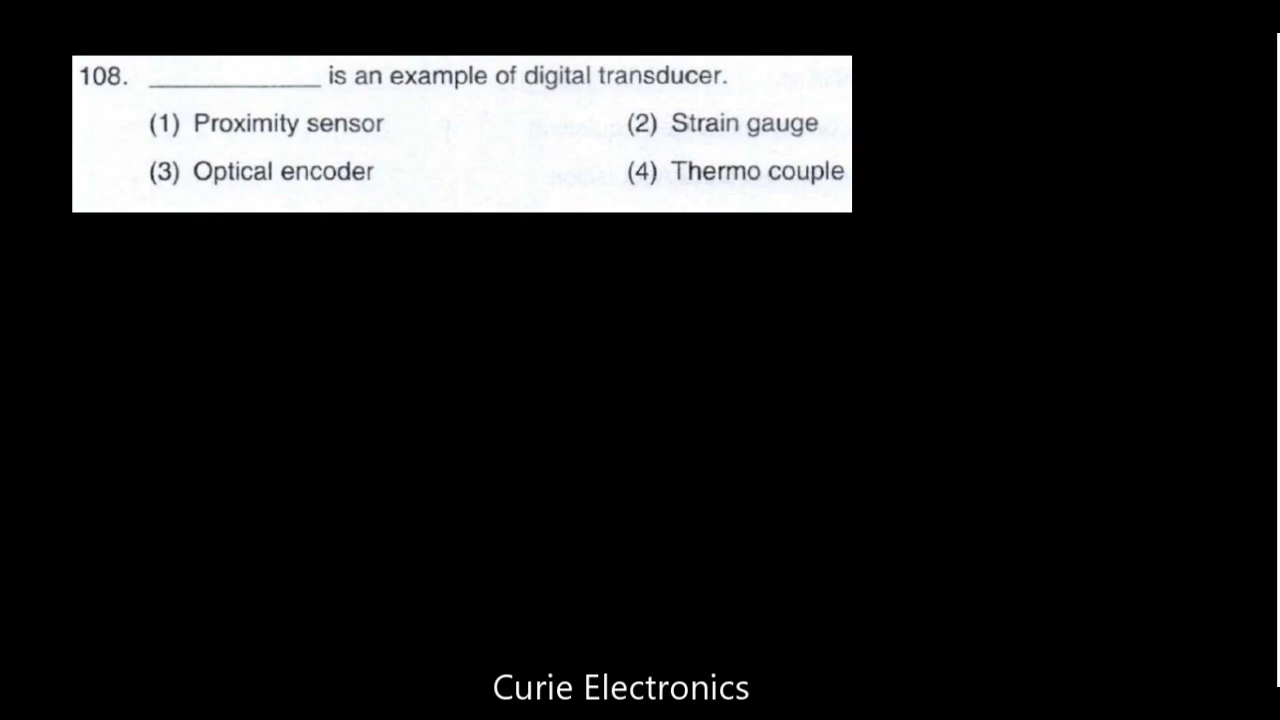 108. ____________ is an example of digital transducer.
(1) Proximity sensor (2) Strain gauge
(3) Optical encoder (4) Thermo couple
Curie Electronics